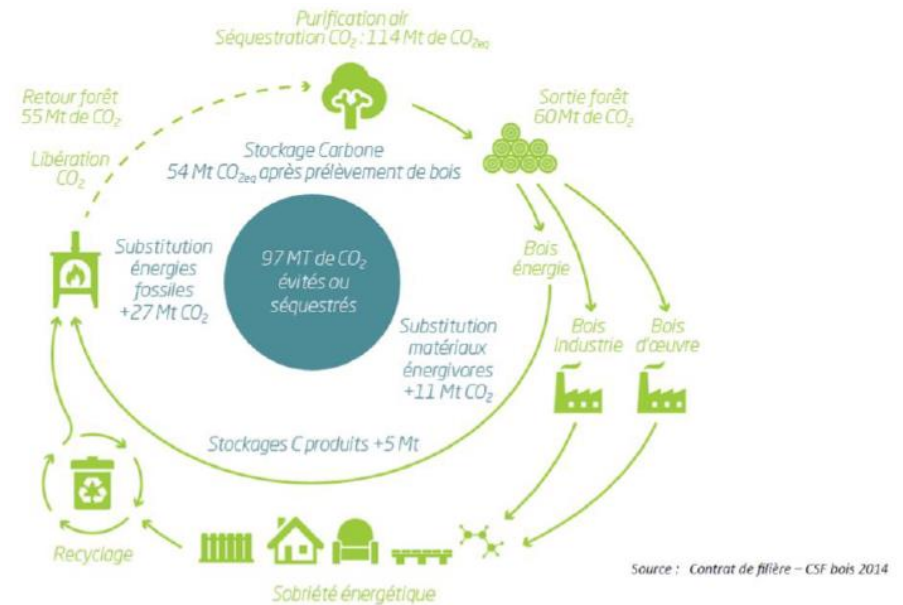 Purification air
Séquestration CO₂ : 114 Mt de CO₂eq
Retour forêt
55 Mt de CO₂
Sortie forêt
60 Mt de CO₂
Libération
CO₂
Stockage Carbone
54 Mt CO₂eq après prélèvement de bois
Substitution
énergies
fossiles
+27 Mt CO₂
97 MT de CO₂
évités ou
séquestrés
Bois
énergie
Substitution
matériaux
énergivores
+11 Mt CO₂
Bois
Industrie
Bois
d'œuvre
Stockages C produits +5 Mt
Recyclage
Sobriété énergétique
Source : Contrat de filière – CSF bois 2014